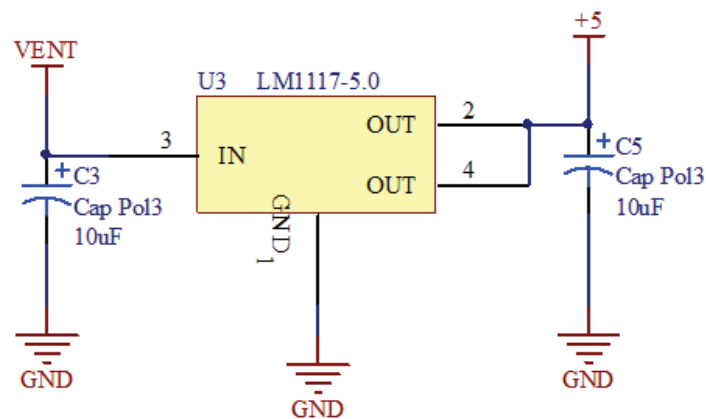 +5
VENT
U3 LM1117-5.0
3 IN
OUT 2
OUT 4
GND 1
+ C3
Cap Pol3
10uF
+ C5
Cap Pol3
10uF
GND
GND
GND